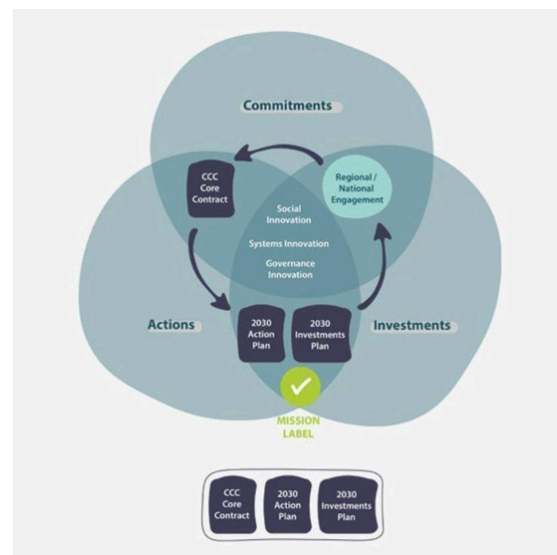 Commitments
CCC
Core
Contract
Regional /
National
Engagement
Social
Innovation
Systems Innovation
Governance
Innovation
Actions
2030
Action
Plan
2030
Investments
Plan
Investments
MISSION
LABEL
CCC
Core
Contract
2030
Action
Plan
2030
Investments
Plan